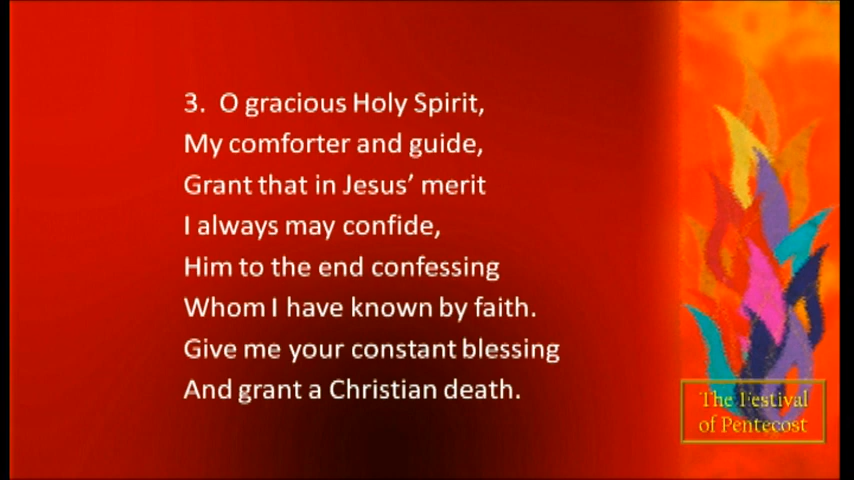 3. O gracious Holy Spirit,
My comforter and guide,
Grant that in Jesus’ merit
I always may confide,
Him to the end confessing
Whom I have known by faith.
Give me your constant blessing
And grant a Christian death.
The Festival
of Pentecost